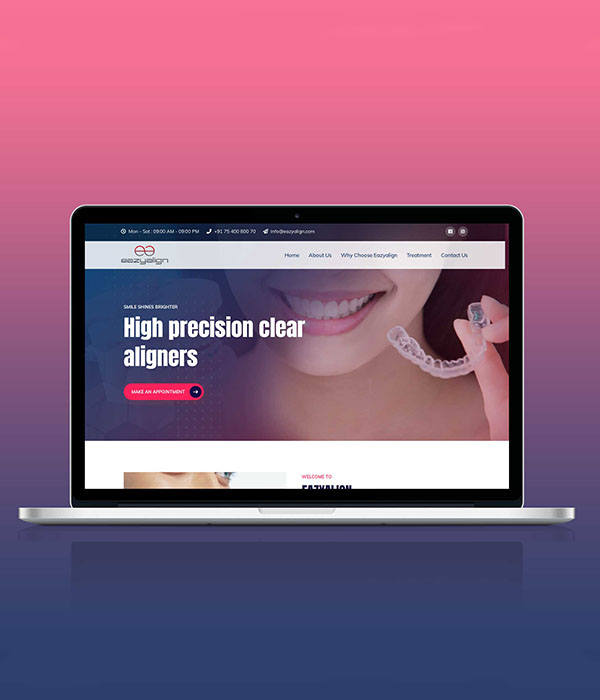 Mon - Sat : 09:00 AM - 09:00 PM +91 75 400 800 70 info@eazyalign.com
eazyalign
Home About Us Why Choose Eazyalign Treatment Contact Us
SMILE SHINES BRIGHTER
High precision clear
aligners
MAKE AN APPOINTMENT
WELCOME TO
EAZYALIGN